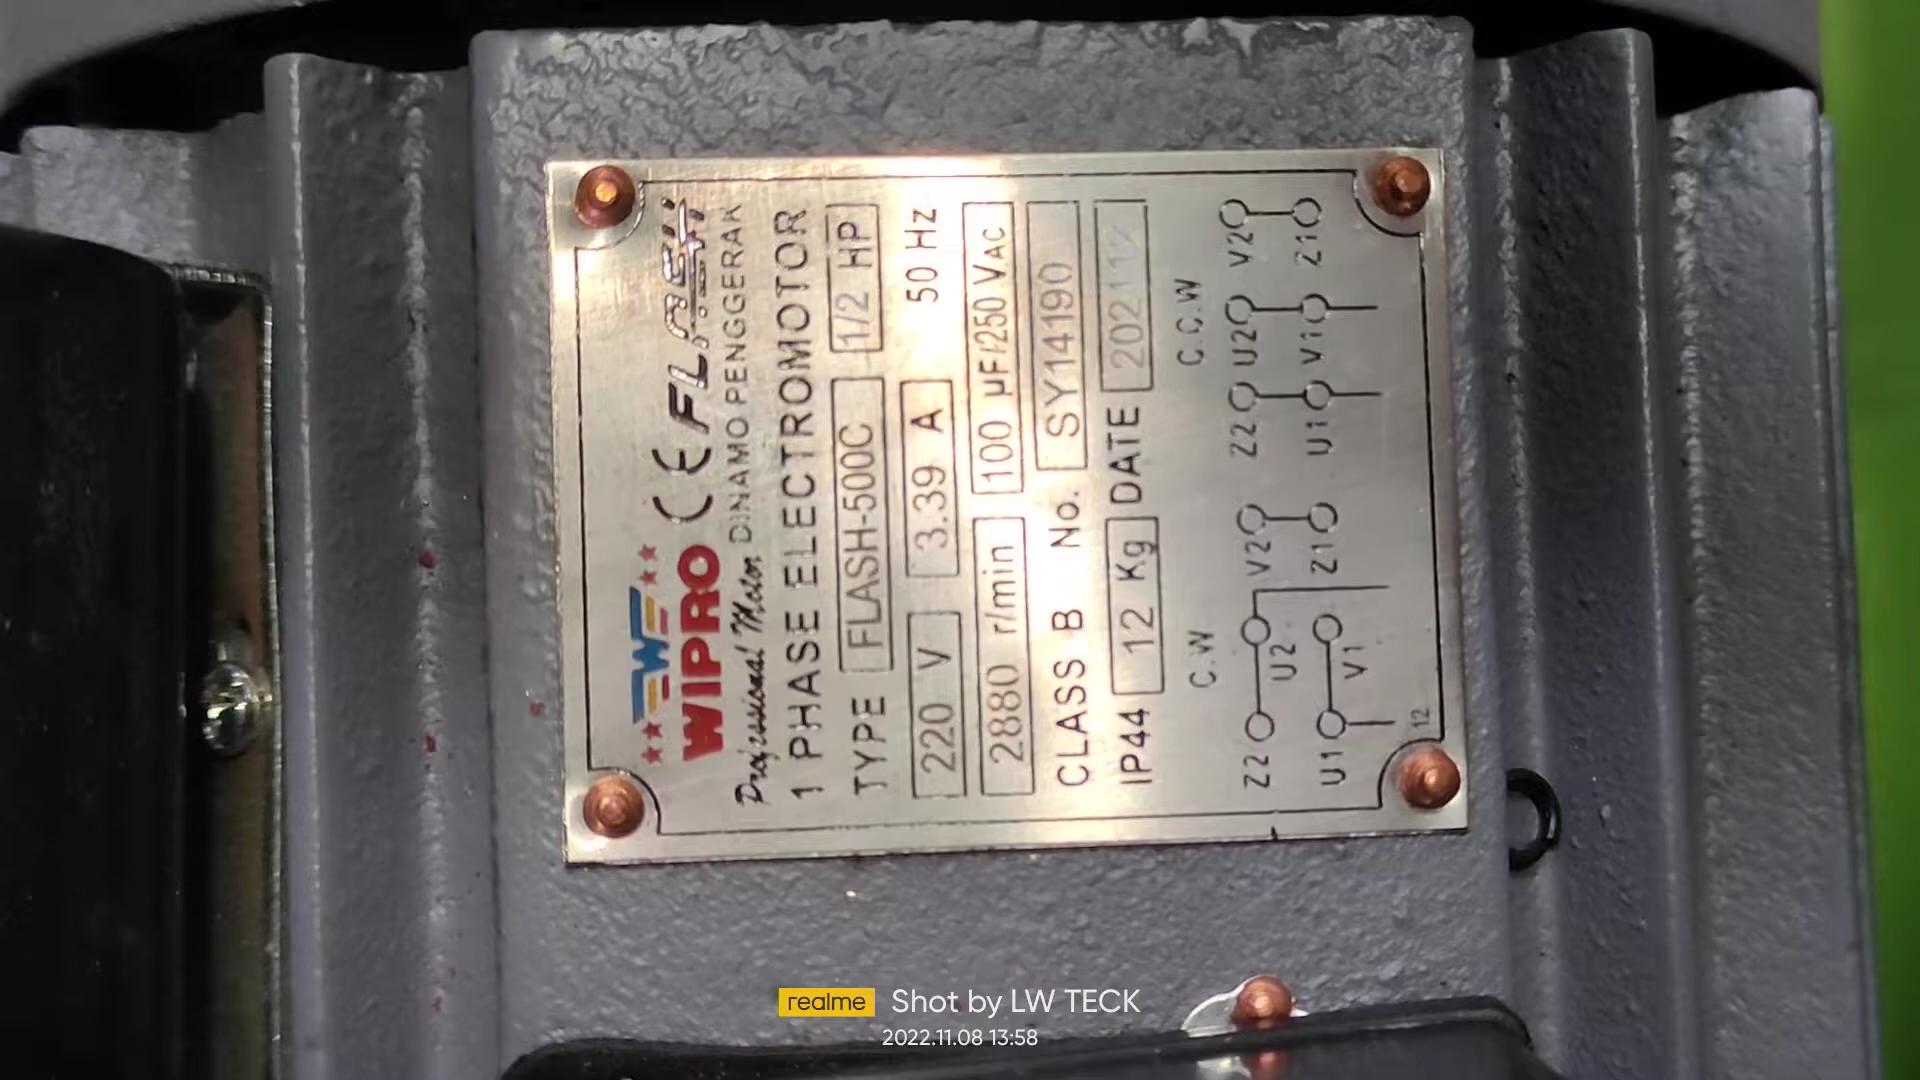 WIPRO CE FLASH
Professional Motor DINAMO PENGGERAK
1 PHASE ELECTROMOTOR
TYPE FLASH-500C 1/2 HP
220 V 3.39 A 50 Hz
2880 r/min 100 µF/250 VAC
CLASS B No. SY14190
IP44 12 Kg DATE
C.W C.C.W
Z2 U2 V2 Z2 U2 V2
U1 V1 Z1 U1 V1 Z1
12
realme Shot by LW TECK
2022.11.08 13:58